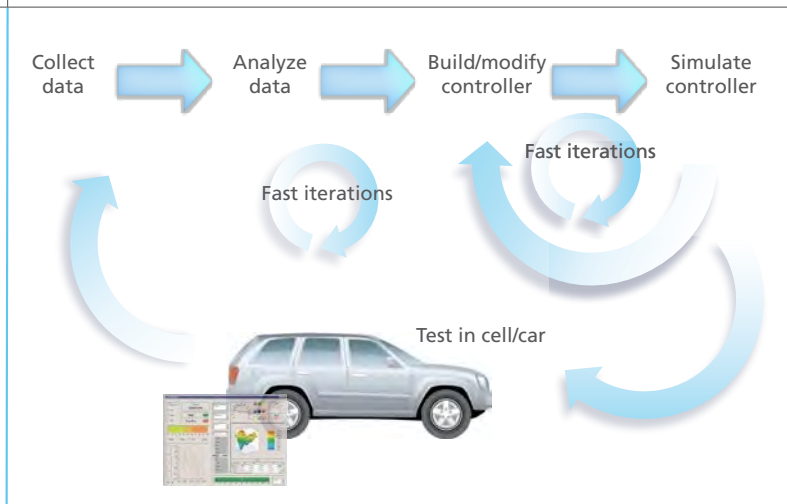 Collect
data
Analyze
data
Build/modify
controller
Simulate
controller
Fast iterations
Fast iterations
Test in cell/car